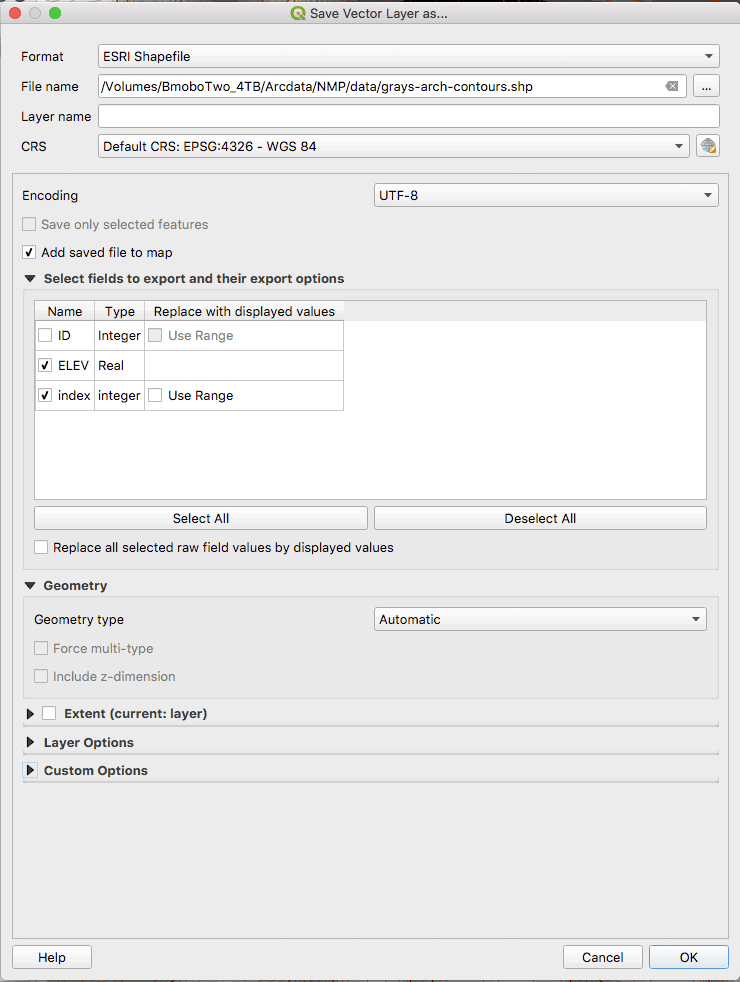 Save Vector Layer as...
Format ESRI Shapefile
File name /Volumes/BmoboTwo_4TB/Arcdata/NMP/data/grays-arch-contours.shp ...
Layer name
CRS Default CRS: EPSG:4326 - WGS 84
Encoding UTF-8
Save only selected features
Add saved file to map
Select fields to export and their export options
Name Type Replace with displayed values
ID Integer Use Range
ELEV Real
index integer Use Range
Select All Deselect All
Replace all selected raw field values by displayed values
Geometry
Geometry type Automatic
Force multi-type
Include z-dimension
Extent (current: layer)
Layer Options
Custom Options
Help Cancel OK